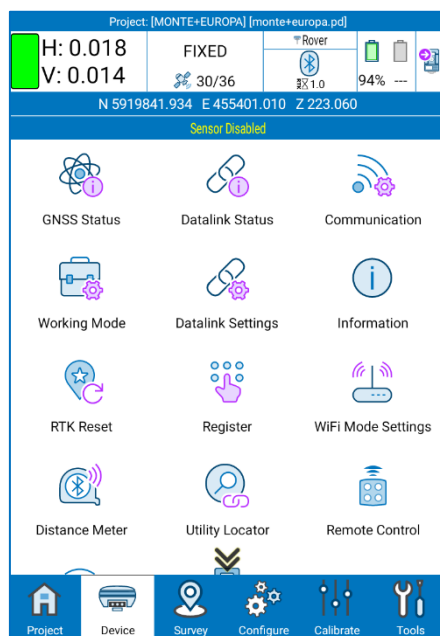 Project: [MONTE+EUROPA] [monte+europa.pd]
H: 0.018
V: 0.014
FIXED
30/36
Rover
1.0
94%
---
N 5919841.934 E 455401.010 Z 223.060
Sensor Disabled
GNSS Status
Datalink Status
Communication
Working Mode
Datalink Settings
Information
RTK Reset
Register
WiFi Mode Settings
Distance Meter
Utility Locator
Remote Control
Project
Device
Survey
Configure
Calibrate
Tools